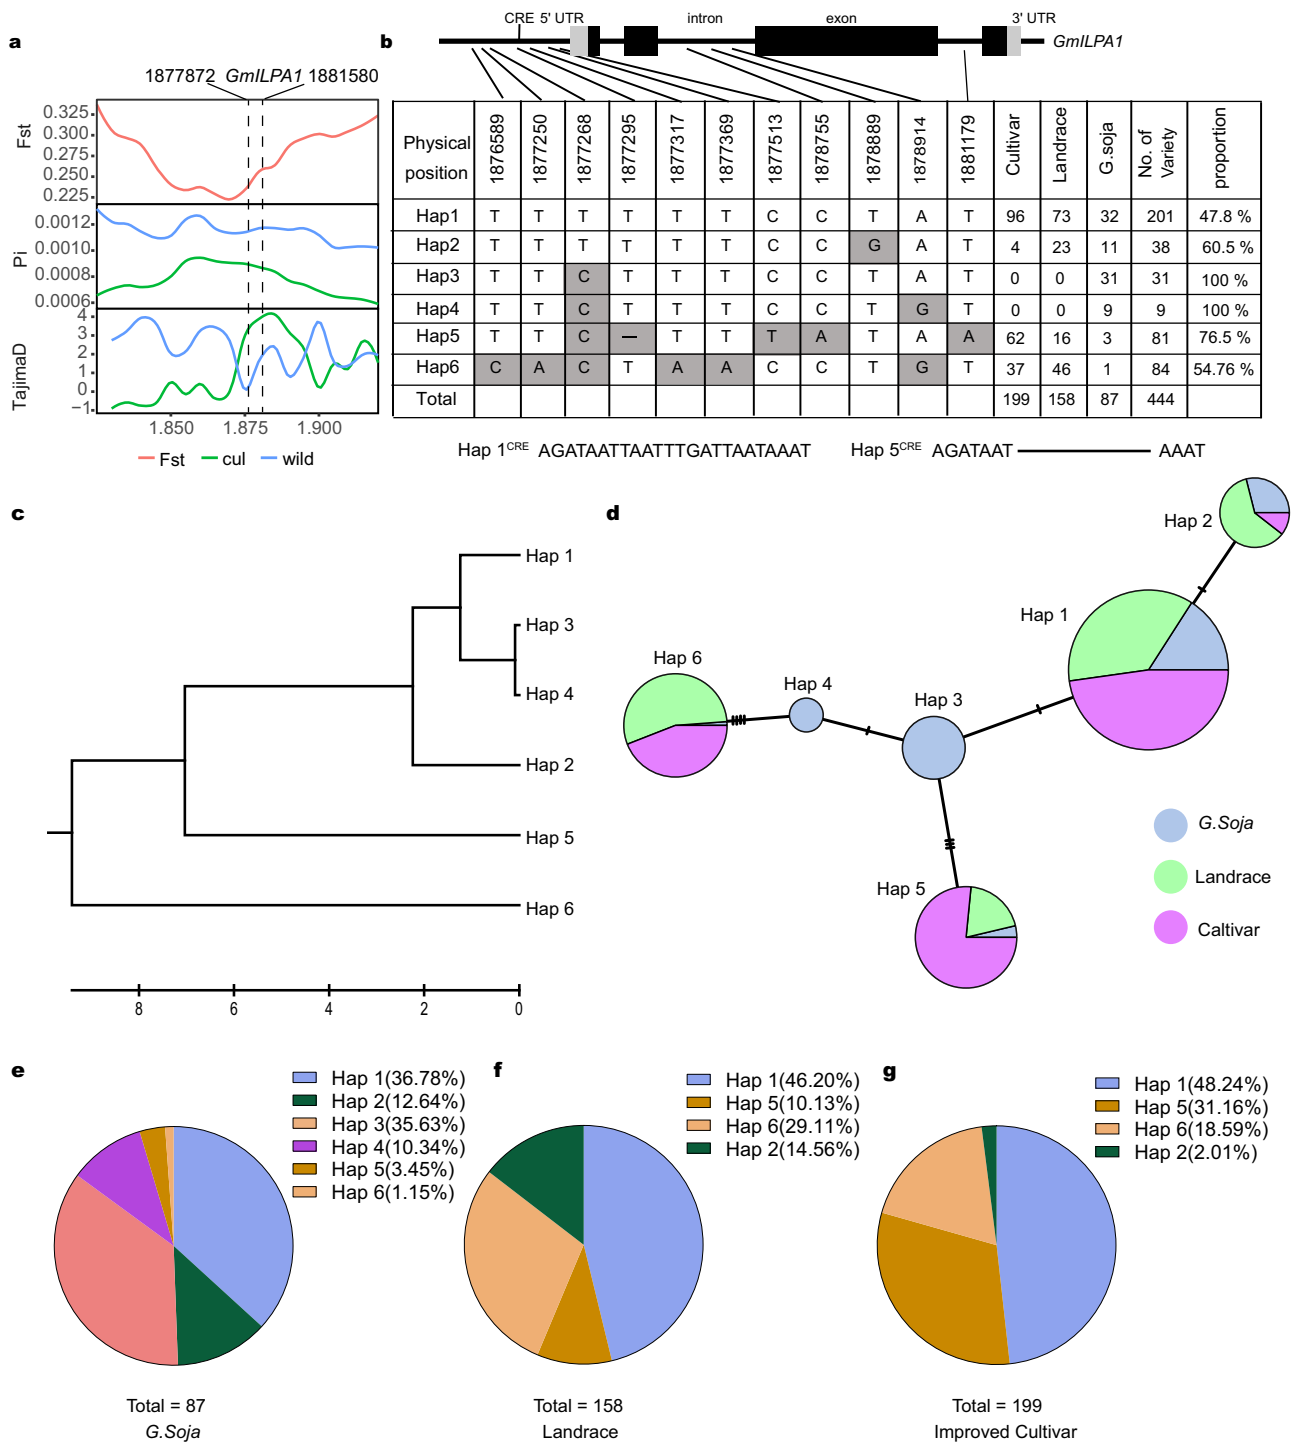 a
1877872 GmILPA1 1881580
Fst
0.325
0.300
0.275
0.250
0.225
Pi
0.0012
0.0010
0.0008
0.0006
TajimaD
4
3
2
1
0
−1
1.850 1.875 1.900
Fst cul wild
b
CRE 5' UTR intron exon 3' UTR
GmILPA1
Physical position 1876589 1877250 1877268 1877295 1877317 1877369 1877513 1878755 1878889 1878914 1881179 Cultivar Landrace G.soja No. of Variety proportion
Hap1 T T T T T T C C T A T 96 73 32 201 47.8 %
Hap2 T T T T T T C C G A T 4 23 11 38 60.5 %
Hap3 T T C T T T C C T A T 0 0 31 31 100 %
Hap4 T T C T T T C C T G T 0 0 9 9 100 %
Hap5 T T C — T T T A T A A 62 16 3 81 76.5 %
Hap6 C A C T A A C C T G T 37 46 1 84 54.76 %
Total 199 158 87 444
Hap 1CRE AGATAATTAATTTGATTAATAAAT Hap 5CRE AGATAAT AAAT
c
Hap 1
Hap 3
Hap 4
Hap 2
Hap 5
Hap 6
8 6 4 2 0
d
Hap 2
Hap 1
Hap 6
Hap 4
Hap 3
Hap 5
G.Soja
Landrace
Caltivar
e
Hap 1(36.78%)
Hap 2(12.64%)
Hap 3(35.63%)
Hap 4(10.34%)
Hap 5(3.45%)
Hap 6(1.15%)
Total = 87
G.Soja
f
Hap 1(46.20%)
Hap 5(10.13%)
Hap 6(29.11%)
Hap 2(14.56%)
Total = 158
Landrace
g
Hap 1(48.24%)
Hap 5(31.16%)
Hap 6(18.59%)
Hap 2(2.01%)
Total = 199
Improved Cultivar